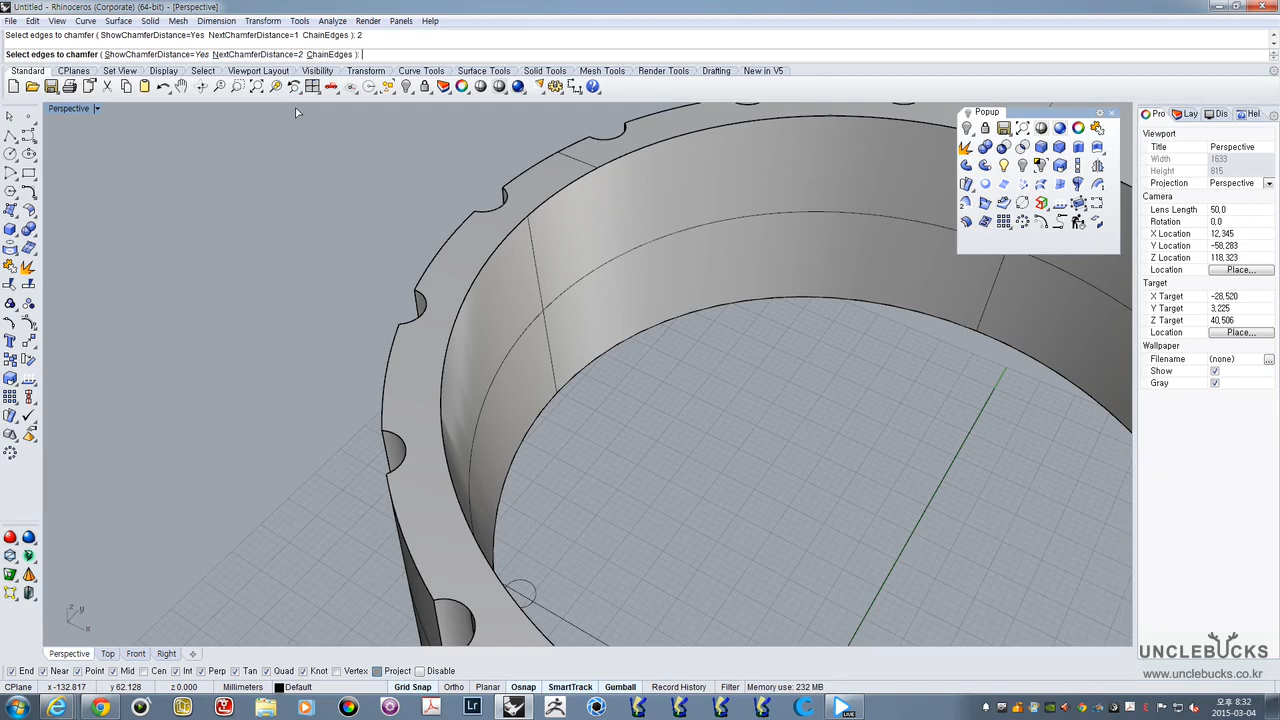 Untitled - Rhinoceros (Corporate) (64-bit) - [Perspective]
File Edit View Curve Surface Solid Mesh Dimension Transform Tools Analyze Render Panels Help
Select edges to chamfer ( ShowChamferDistance=Yes NextChamferDistance=1 ChainEdges ): 2
Select edges to chamfer ( ShowChamferDistance=Yes NextChamferDistance=2 ChainEdges ):
Standard CPlanes Set View Display Select Viewport Layout Visibility Transform Curve Tools Surface Tools Solid Tools Mesh Tools Render Tools Drafting New in V5
Perspective
Popup
Pro Lay Dis Hel
Viewport
Title Perspective
Width 1633
Height 815
Projection Perspective
Camera
Lens Length 50,0
Rotation 0,0
X Location 12,345
Y Location -58,283
Z Location 118,323
Location Place...
Target
X Target -28,520
Y Target 3,225
Z Target 40,506
Location Place...
Wallpaper
Filename (none) ...
Show
Gray
z y
x
Perspective Top Front Right
End Near Point Mid Cen Int Perp Tan Quad Knot Vertex Project Disable
CPlane x -132.817 y 62.128 z 0.000 Millimeters Default Grid Snap Ortho Planar Osnap SmartTrack Gumball Record History Filter Memory use: 232 MB
UNCLEBUCKS
www.unclebucks.co.kr
Lr
LIVE
오후 8:32
2015-03-04